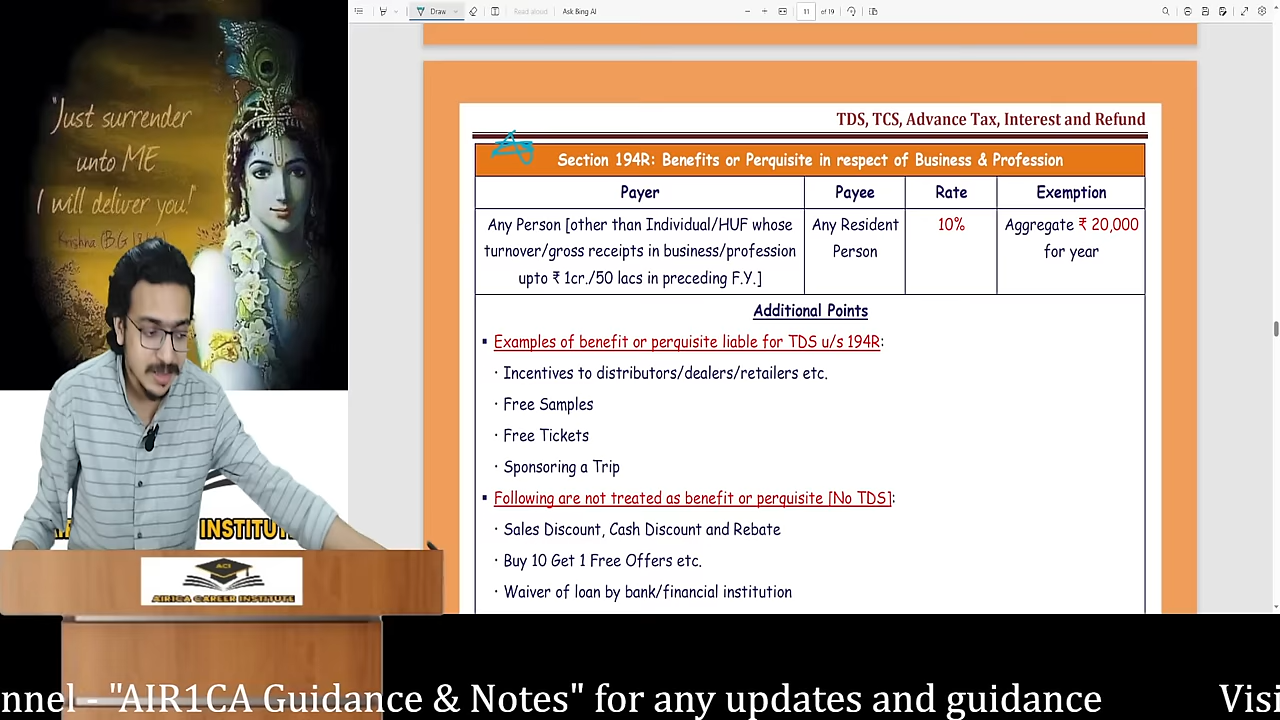 Draw
Read aloud
Ask Bing AI
11 of 19
"Just surrender
unto ME
I will deliver you!"
TDS, TCS, Advance Tax, Interest and Refund
Section 194R: Benefits or Perquisite in respect of Business & Profession
Payer Payee Rate Exemption
Any Person [other than Individual/HUF whose Any Resident 10% Aggregate ₹ 20,000
turnover/gross receipts in business/profession Person for year
upto ₹ 1cr./50 lacs in preceding F.Y.]
Additional Points
▪ Examples of benefit or perquisite liable for TDS u/s 194R:
· Incentives to distributors/dealers/retailers etc.
· Free Samples
· Free Tickets
· Sponsoring a Trip
▪ Following are not treated as benefit or perquisite [No TDS]:
· Sales Discount, Cash Discount and Rebate
· Buy 10 Get 1 Free Offers etc.
· Waiver of loan by bank/financial institution
INSTITUT
ACI
AIR1CA CAREER INSTITUTE
nnel - "AIR1CA Guidance & Notes" for any updates and guidance Visi